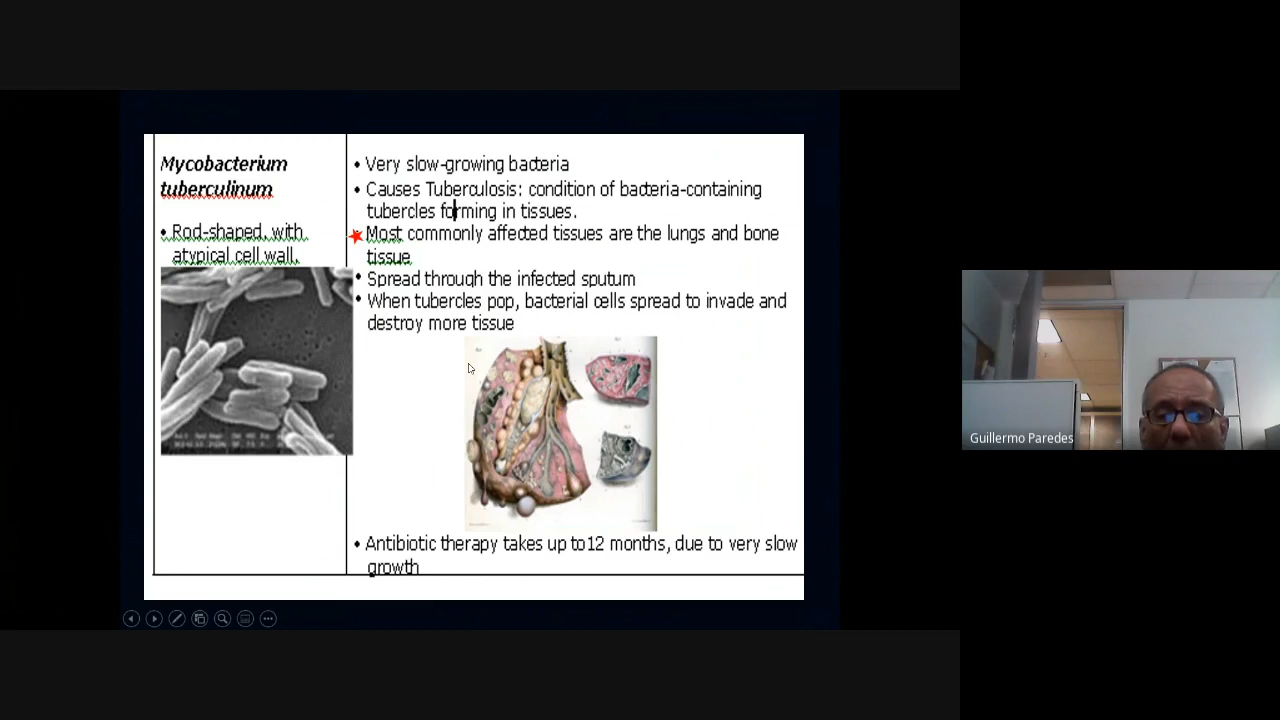 Mycobacterium
tuberculinum
• Rod-shaped, with
atypical cell wall.
• Very slow-growing bacteria
• Causes Tuberculosis: condition of bacteria-containing
tubercles forming in tissues.
Most commonly affected tissues are the lungs and bone
tissue
• Spread through the infected sputum
• When tubercles pop, bacterial cells spread to invade and
destroy more tissue
• Antibiotic therapy takes up to12 months, due to very slow
growth
Guillermo Paredes